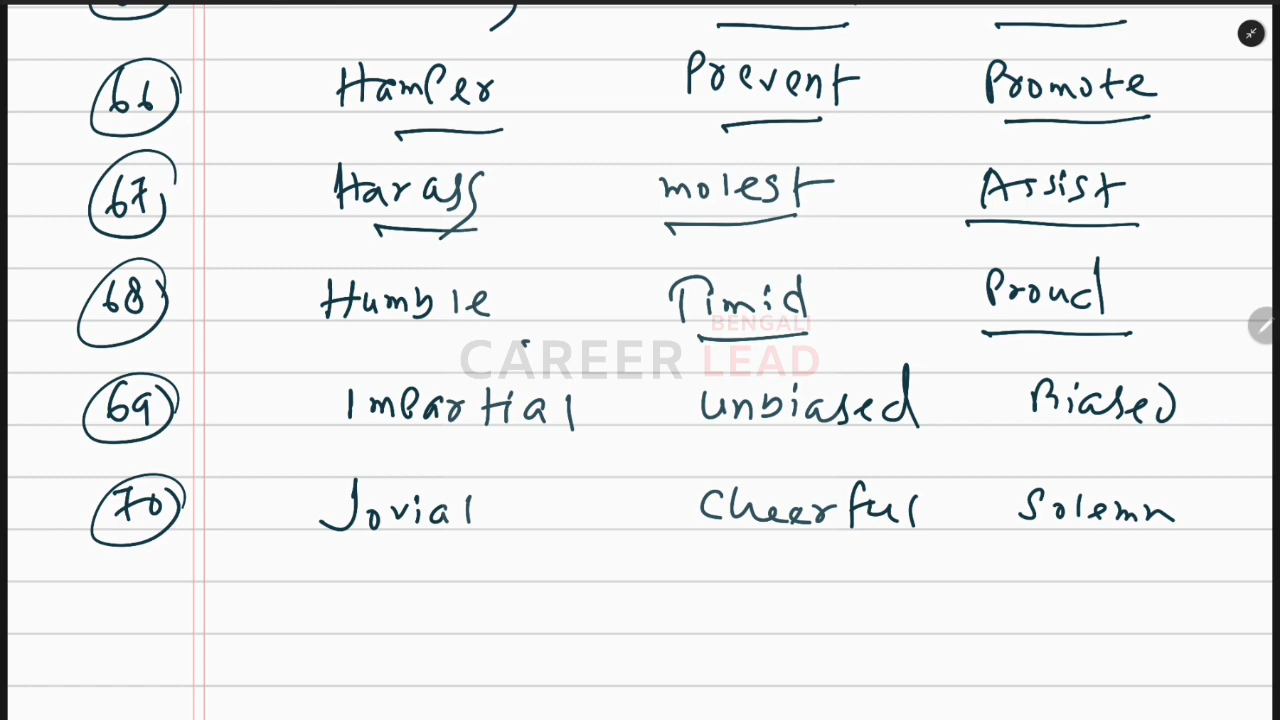 66 Hamper Prevent Promote
67 Harass molest Assist
68 Humble Timid Proud
BENGALI
CAREER LEAD
69 Impartial unbiased Biased
70 Jovial Cheerful Solemn